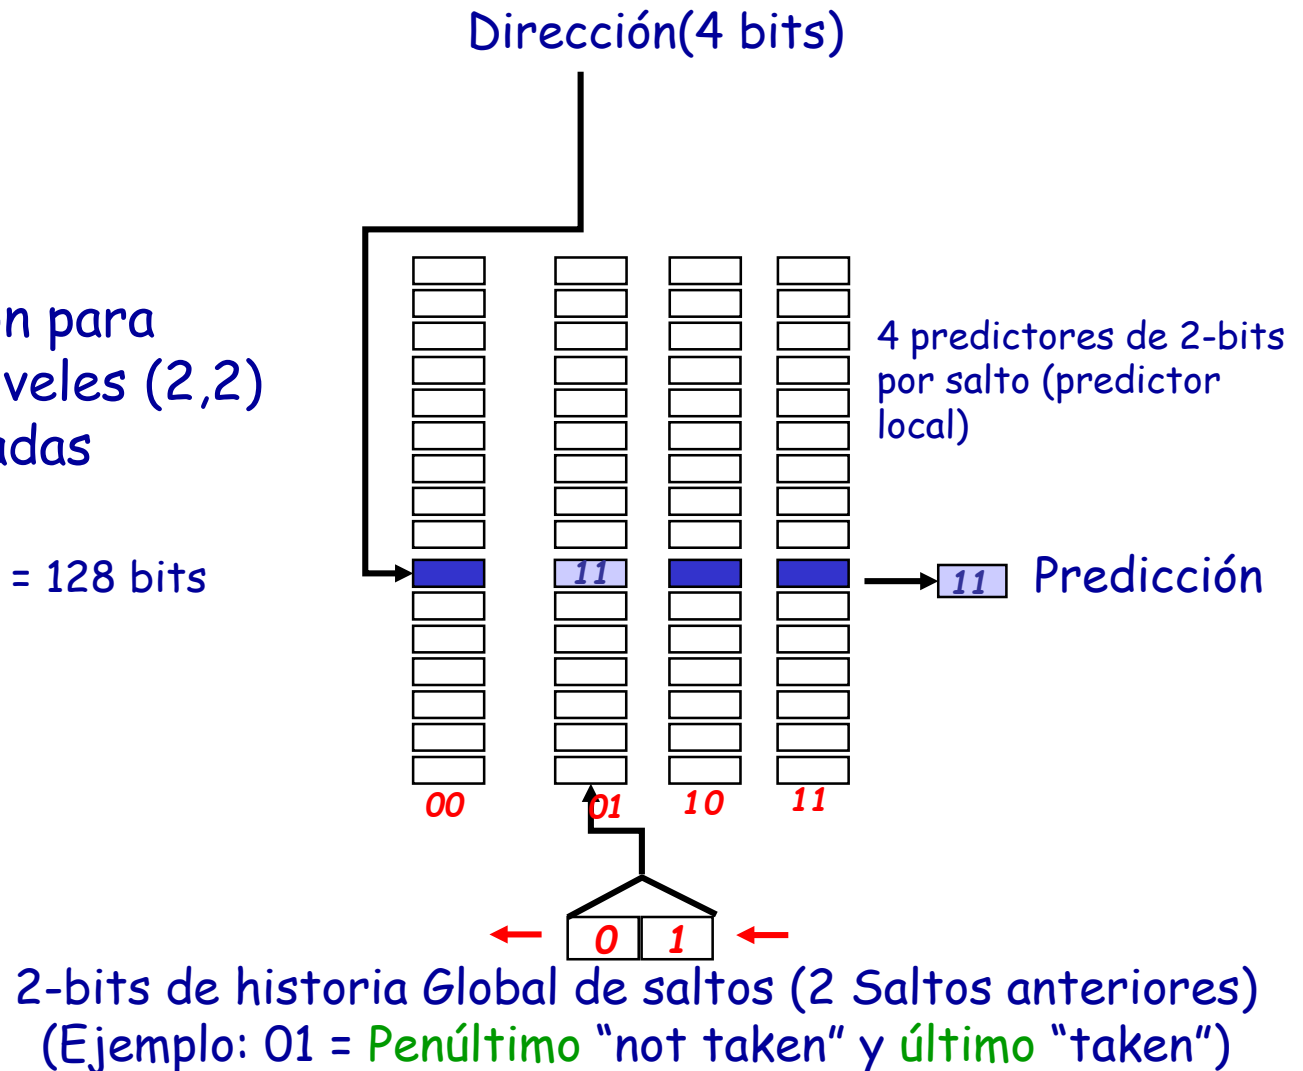 Dirección(4 bits)
n para
veles (2,2)
adas
= 128 bits
4 predictores de 2-bits
por salto (predictor
local)
11
11
Predicción
00
01
10
11
0
1
2-bits de historia Global de saltos (2 Saltos anteriores)
(Ejemplo: 01 = Penúltimo “not taken” y último “taken”)